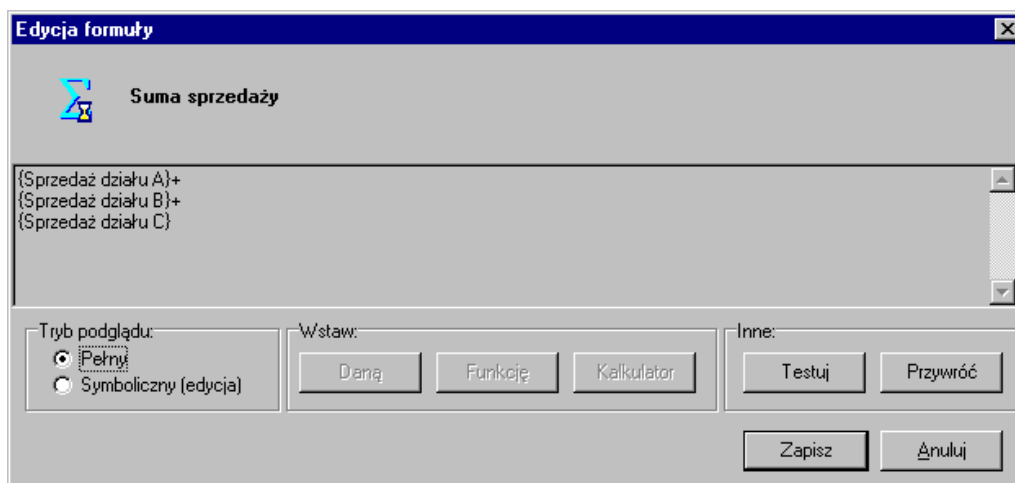 Edycja formuły
Suma sprzedaży
{Sprzedaż działu A}+
{Sprzedaż działu B}+
{Sprzedaż działu C}
Tryb podglądu: Wstaw: Inne:
Pełny Daną Funkcję Kalkulator Testuj Przywróć
Symboliczny (edycja)
Zapisz Anuluj